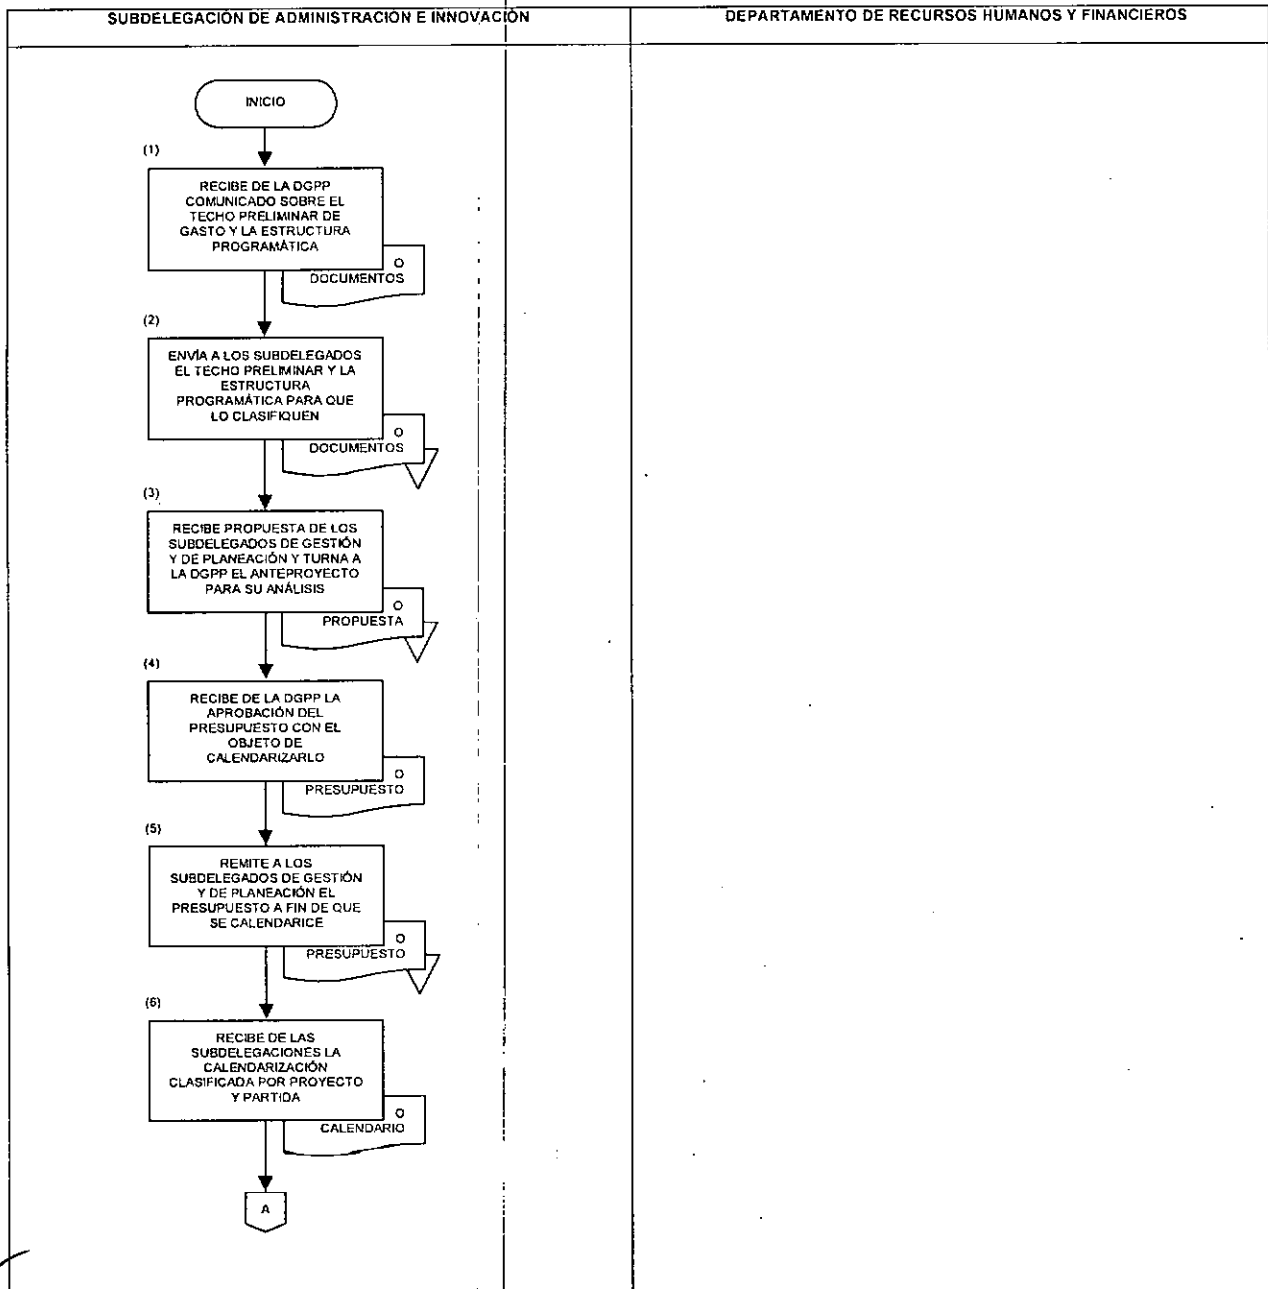 SUBDELEGACIÓN DE ADMINISTRACIÓN E INNOVACIÓN
DEPARTAMENTO DE RECURSOS HUMANOS Y FINANCIEROS
INICIO
(1)
RECIBE DE LA DGPP
COMUNICADO SOBRE EL
TECHO PRELIMINAR DE
GASTO Y LA ESTRUCTURA
PROGRAMÁTICA
O
DOCUMENTOS
(2)
ENVÍA A LOS SUBDELEGADOS
EL TECHO PRELIMINAR Y LA
ESTRUCTURA
PROGRAMÁTICA PARA QUE
LO CLASIFIQUEN
O
DOCUMENTOS
(3)
RECIBE PROPUESTA DE LOS
SUBDELEGADOS DE GESTIÓN
Y DE PLANEACIÓN Y TURNA A
LA DGPP EL ANTEPROYECTO
PARA SU ANÁLISIS
O
PROPUESTA
(4)
RECIBE DE LA DGPP LA
APROBACIÓN DEL
PRESUPUESTO CON EL
OBJETO DE
CALENDARIZARLO
O
PRESUPUESTO
(5)
REMITE A LOS
SUBDELEGADOS DE GESTIÓN
Y DE PLANEACIÓN EL
PRESUPUESTO A FIN DE QUE
SE CALENDARICE
O
PRESUPUESTO
(6)
RECIBE DE LAS
SUBDELEGACIONES LA
CALENDARIZACIÓN
CLASIFICADA POR PROYECTO
Y PARTIDA
O
CALENDARIO
A